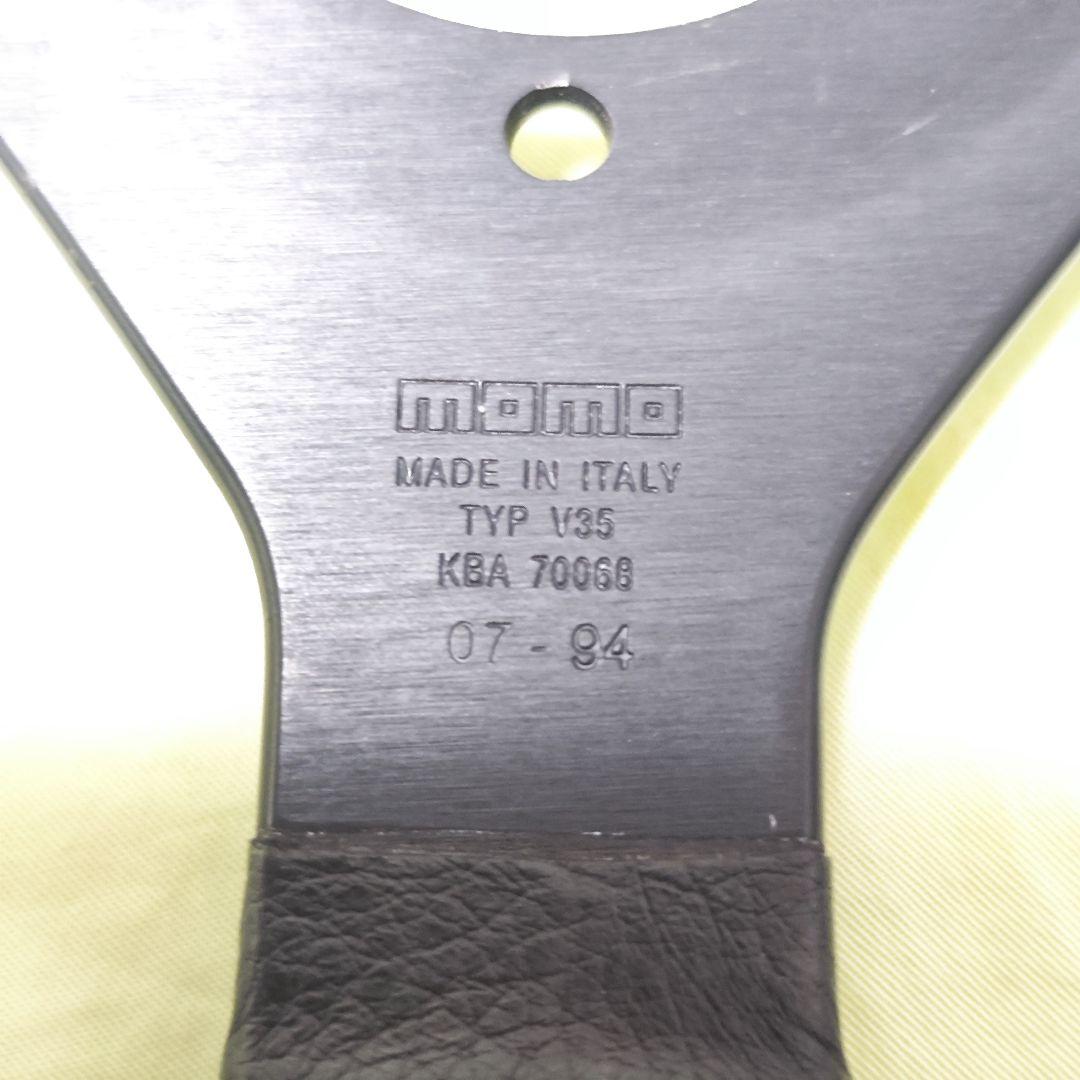 momo
MADE IN ITALY
TYP V35
KBA 70068
07-94